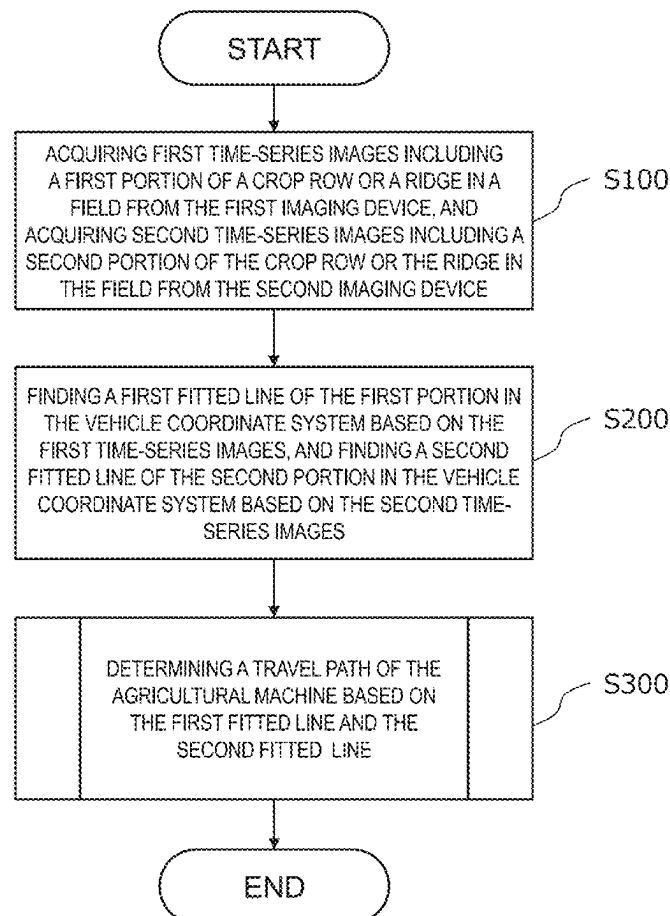 START
ACQUIRING FIRST TIME-SERIES IMAGES INCLUDING
A FIRST PORTION OF A CROP ROW OR A RIDGE IN A
FIELD FROM THE FIRST IMAGING DEVICE, AND
ACQUIRING SECOND TIME-SERIES IMAGES INCLUDING A
SECOND PORTION OF THE CROP ROW OR THE RIDGE IN
THE FIELD FROM THE SECOND IMAGING DEVICE
S100
FINDING A FIRST FITTED LINE OF THE FIRST PORTION IN
THE VEHICLE COORDINATE SYSTEM BASED ON THE
FIRST TIME-SERIES IMAGES, AND FINDING A SECOND
FITTED LINE OF THE SECOND PORTION IN THE VEHICLE
COORDINATE SYSTEM BASED ON THE SECOND TIME-
SERIES IMAGES
S200
DETERMINING A TRAVEL PATH OF THE
AGRICULTURAL MACHINE BASED ON
THE FIRST FITTED LINE AND THE
SECOND FITTED LINE
S300
END